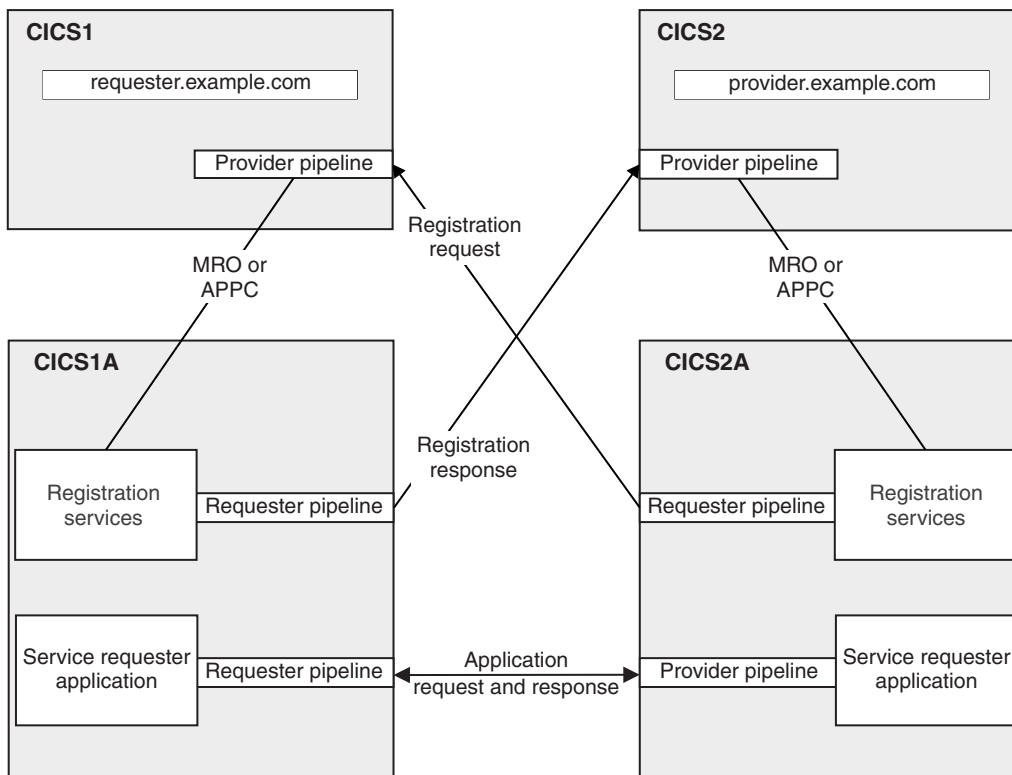 CICS1
requester.example.com
Provider pipeline
CICS2
provider.example.com
Provider pipeline
Registration
request
MRO or
APPC
MRO or
APPC
CICS1A
Registration
services
Requester pipeline
Registration
response
CICS2A
Requester pipeline
Registration
services
Service requester
application
Requester pipeline
Application
request and response
Provider pipeline
Service requester
application